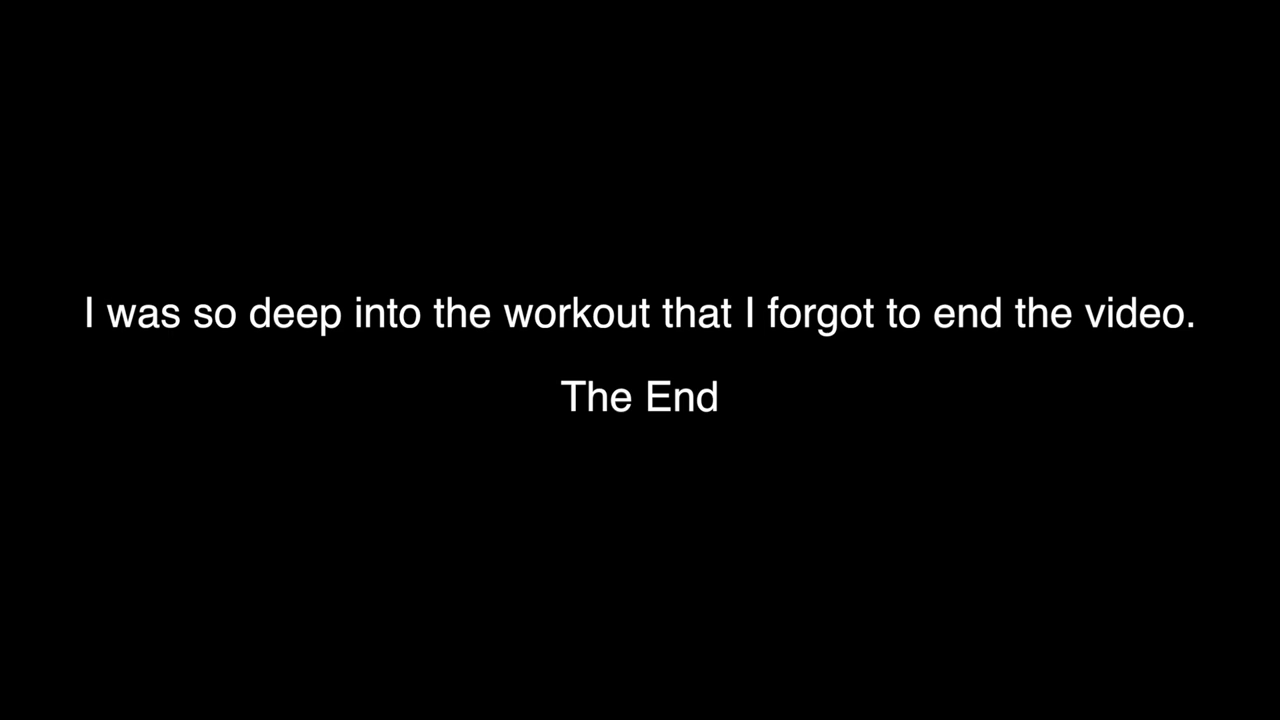 I was so deep into the workout that I forgot to end the video.
The End